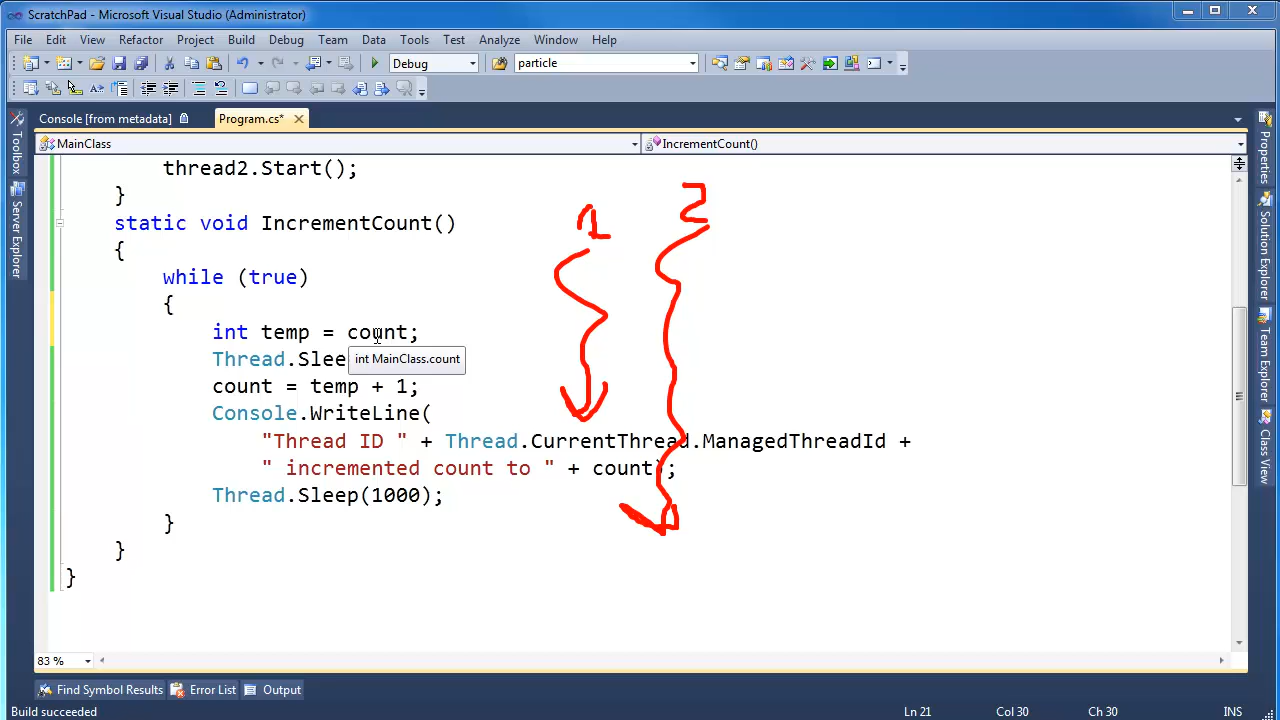 ScratchPad - Microsoft Visual Studio (Administrator)
File Edit View Refactor Project Build Debug Team Data Tools Test Analyze Window Help
Debug particle
Console [from metadata] Program.cs*
MainClass IncrementCount()
thread2.Start();
}
static void IncrementCount()
{
while (true)
{
int temp = count;
Thread.Slee
int MainClass.count
count = temp + 1;
Console.WriteLine(
"Thread ID " + Thread.CurrentThread.ManagedThreadId +
" incremented count to " + count);
Thread.Sleep(1000);
}
}
}
1 2
Toolbox
Server Explorer
Properties
Solution Explorer
Team Explorer
Class View
83 %
Find Symbol Results Error List Output
Build succeeded Ln 21 Col 30 Ch 30 INS